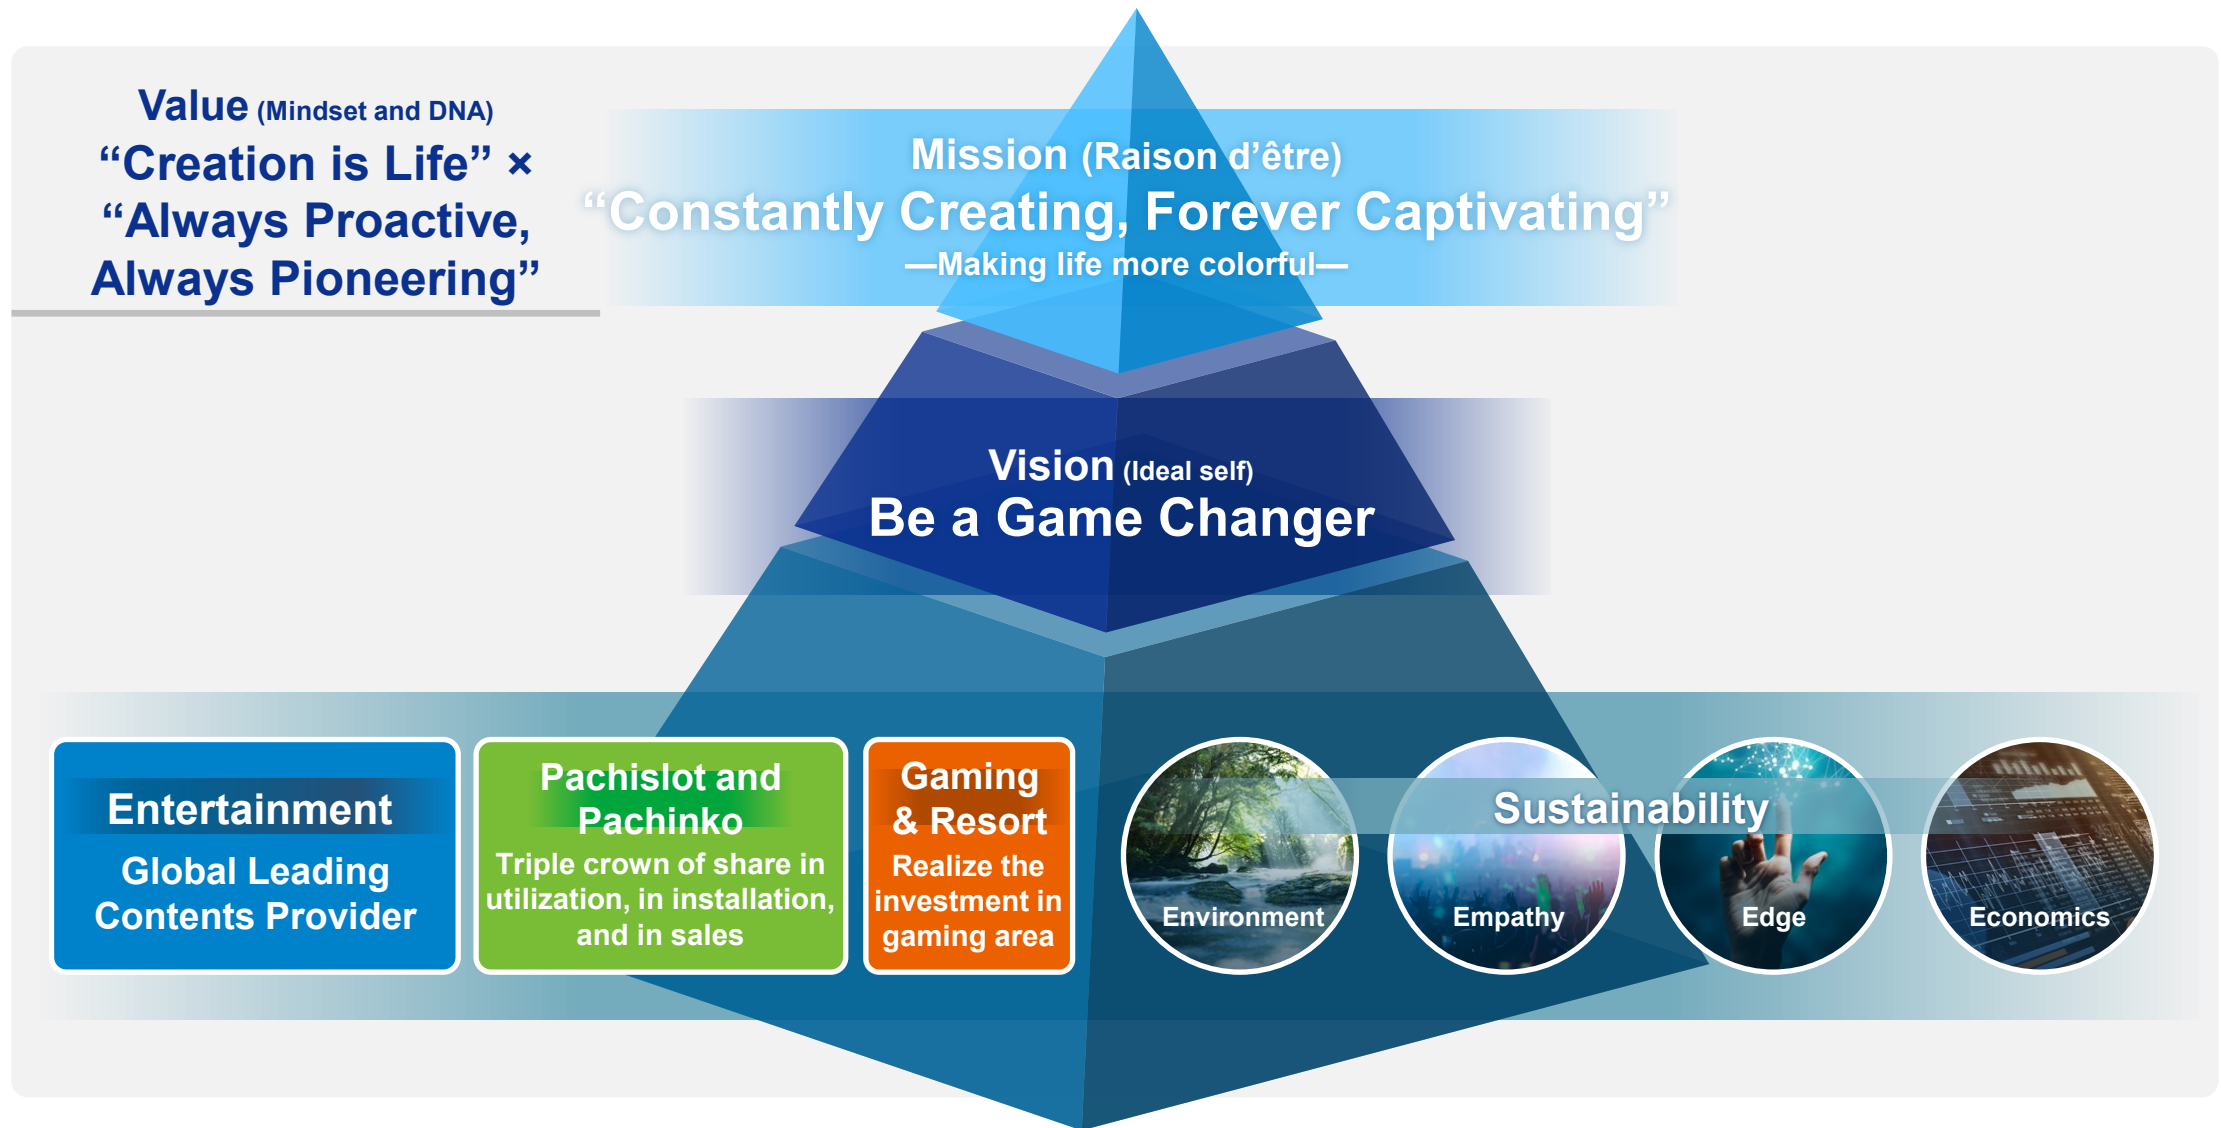 Value (Mindset and DNA)
“Creation is Life” ×
“Always Proactive,
Always Pioneering”
Mission (Raison d’être)
“Constantly Creating, Forever Captivating”
—Making life more colorful—
Vision (Ideal self)
Be a Game Changer
Entertainment
Global Leading
Contents Provider
Pachislot and
Pachinko
Triple crown of share in
utilization, in installation,
and in sales
Gaming
& Resort
Realize the
investment in
gaming area
Sustainability
Environment
Empathy
Edge
Economics